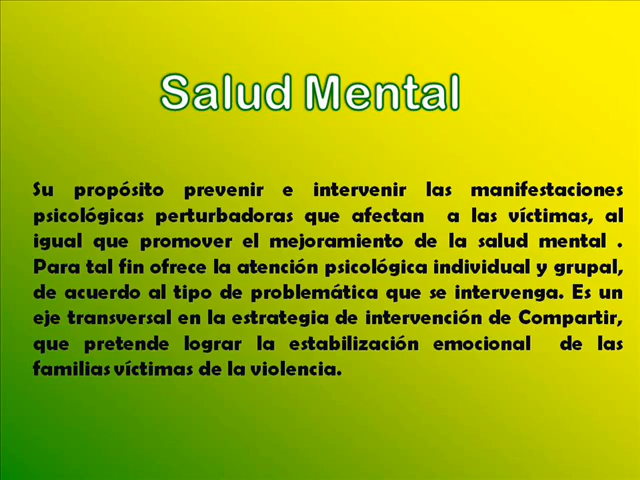 Salud Mental
Su propósito prevenir e intervenir las manifestaciones
psicológicas perturbadoras que afectan a las víctimas, al
igual que promover el mejoramiento de la salud mental .
Para tal fin ofrece la atención psicológica individual y grupal,
de acuerdo al tipo de problemática que se intervenga. Es un
eje transversal en la estrategia de intervención de Compartir,
que pretende lograr la estabilización emocional de las
familias víctimas de la violencia.